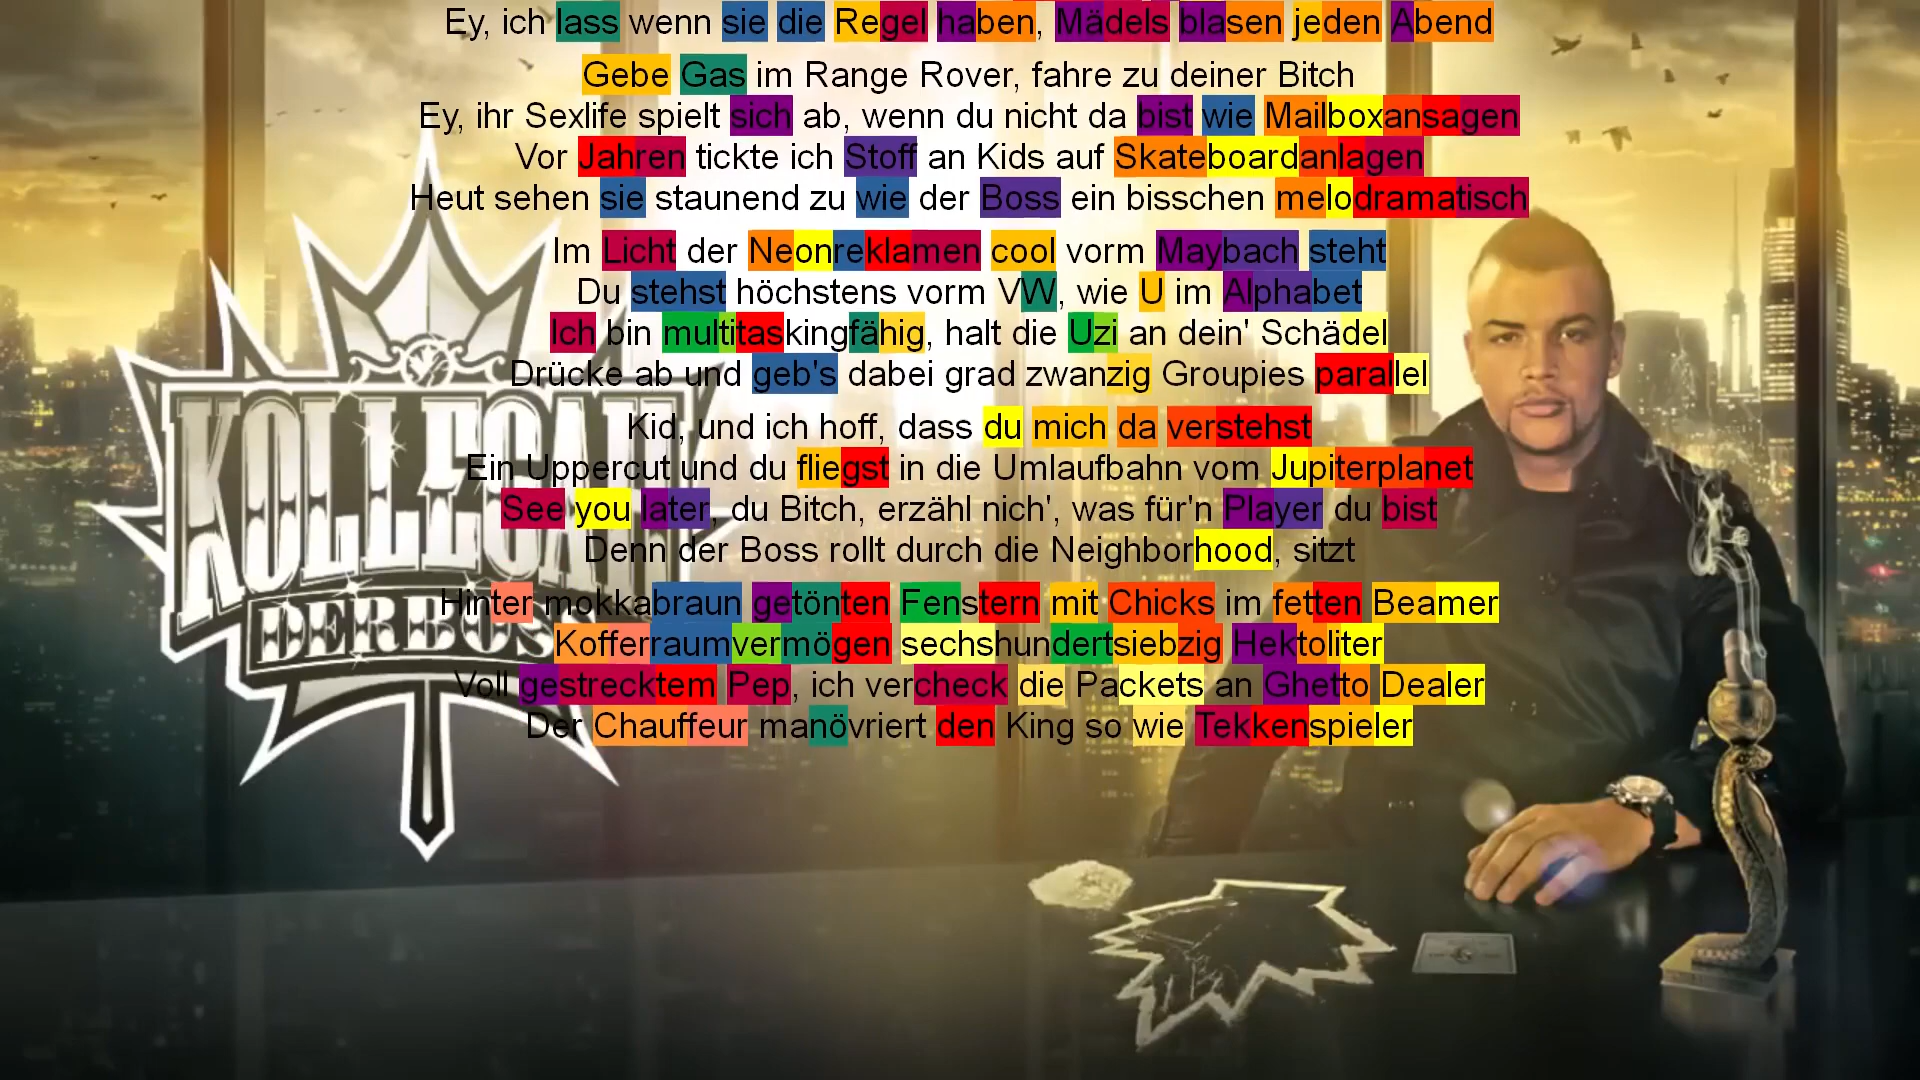 Ey, ich lass wenn sie die Regel haben, Mädels blasen jeden Abend
Gebe Gas im Range Rover, fahre zu deiner Bitch
Ey, ihr Sexlife spielt sich ab, wenn du nicht da bist wie Mailboxansagen
Vor Jahren tickte ich Stoff an Kids auf Skateboardanlagen
Heut sehen sie staunend zu wie der Boss ein bisschen melodramatisch
Im Licht der Neonreklamen cool vorm Maybach steht
Du stehst höchstens vorm VW, wie U im Alphabet
Ich bin multitaskingfähig, halt die Uzi an dein' Schädel
Drücke ab und geb's dabei grad zwanzig Groupies parallel
Kid, und ich hoff, dass du mich da verstehst
Ein Uppercut und du fliegst in die Umlaufbahn vom Jupiterplanet
See you later, du Bitch, erzähl nich', was für'n Player du bist
Denn der Boss rollt durch die Neighborhood, sitzt
Hinter mokkabraun getönten Fenstern mit Chicks im fetten Beamer
Kofferraumvermögen sechshundertsiebzig Hektoliter
Voll gestrecktem Pep, ich vercheck die Packets an Ghetto Dealer
Der Chauffeur manövriert den King so wie Tekkenspieler
KOLLEGAH
DER BOSS